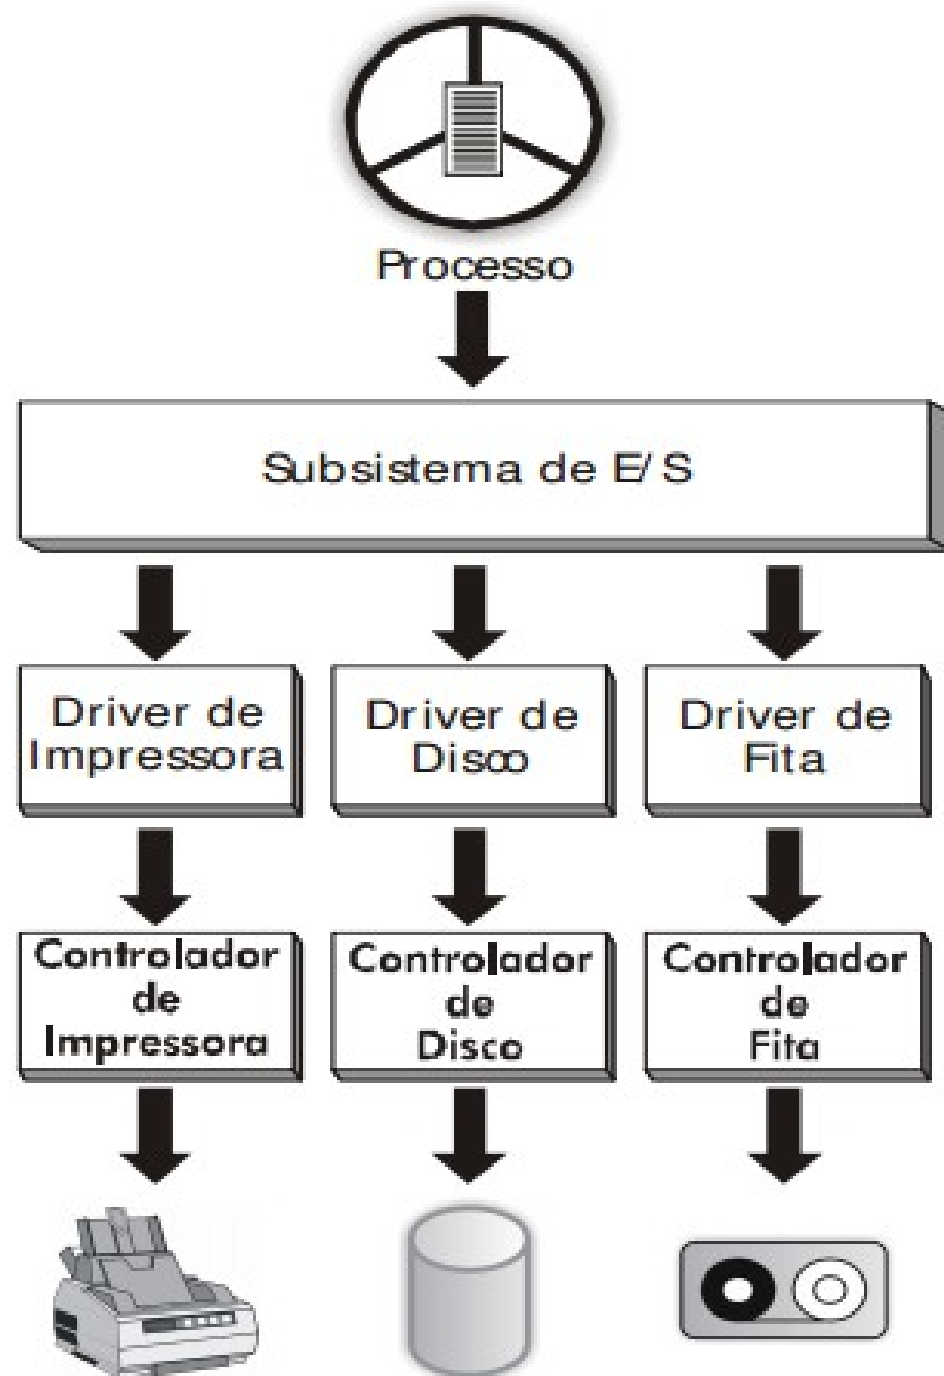 Processo
Subsistema de E/S
Driver de
Impressora
Driver de
Disco
Driver de
Fita
Controlador
de
Impressora
Controlador
de
Disco
Controlador
de
Fita